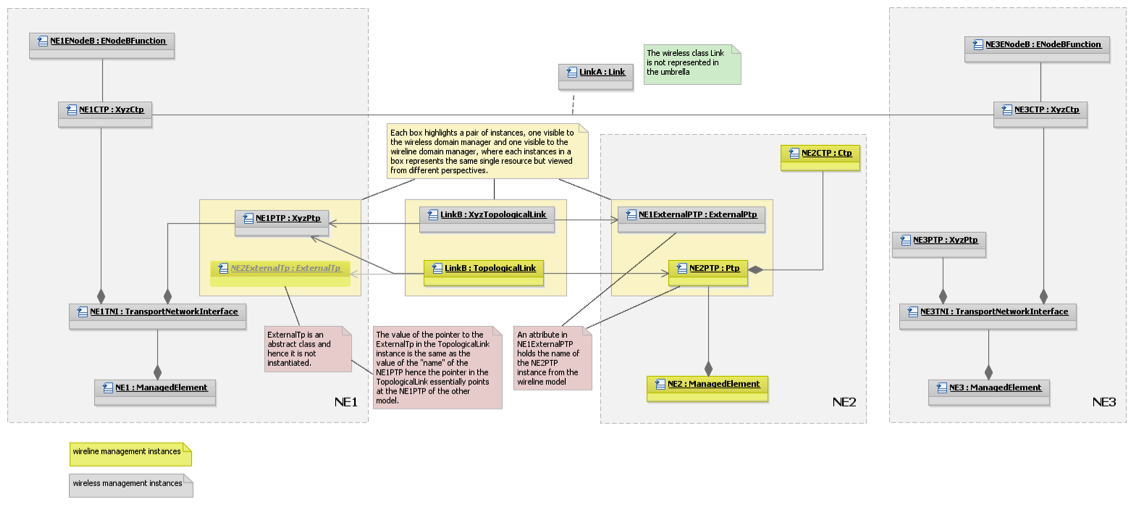 NE1ENodeB : ENodeBFunction
NE3ENodeB : ENodeBFunction
LinkA : Link
The wireless class Link
is not represented in
the umbrella
NE1CTP : XyzCtp
NE3CTP : XyzCtp
Each box highlights a pair of instances, one visible to
the wireless domain manager and one visible to the
wireline domain manager, where each instances in a
box represents the same single resource but viewed
from different perspectives.
NE2CTP : Ctp
NE1PTP : XyzPtp
LinkB : XyzTopologicalLink
NE1ExternalPTP : ExternalPtp
NE3PTP : XyzPtp
NE2ExternalTp : ExternalTp
LinkB : TopologicalLink
NE2PTP : Ptp
NE1TNI : TransportNetworkInterface
NE3TNI : TransportNetworkInterface
ExternalTp is an
abstract class and
hence it is not
instantiated.
The value of the pointer to the
ExternalTp in the TopologicalLink
instance is the same as the
value of the "name" of the
NE1PTP hence the pointer in the
TopologicalLink essentially points
at the NE1PTP of the other
model.
An attribute in
NE1ExternalPTP
holds the name of
the NE2PTP
instance from the
wireline model
NE1 : ManagedElement
NE2 : ManagedElement
NE3 : ManagedElement
NE1
NE2
NE3
wireline management instances
wireless management instances